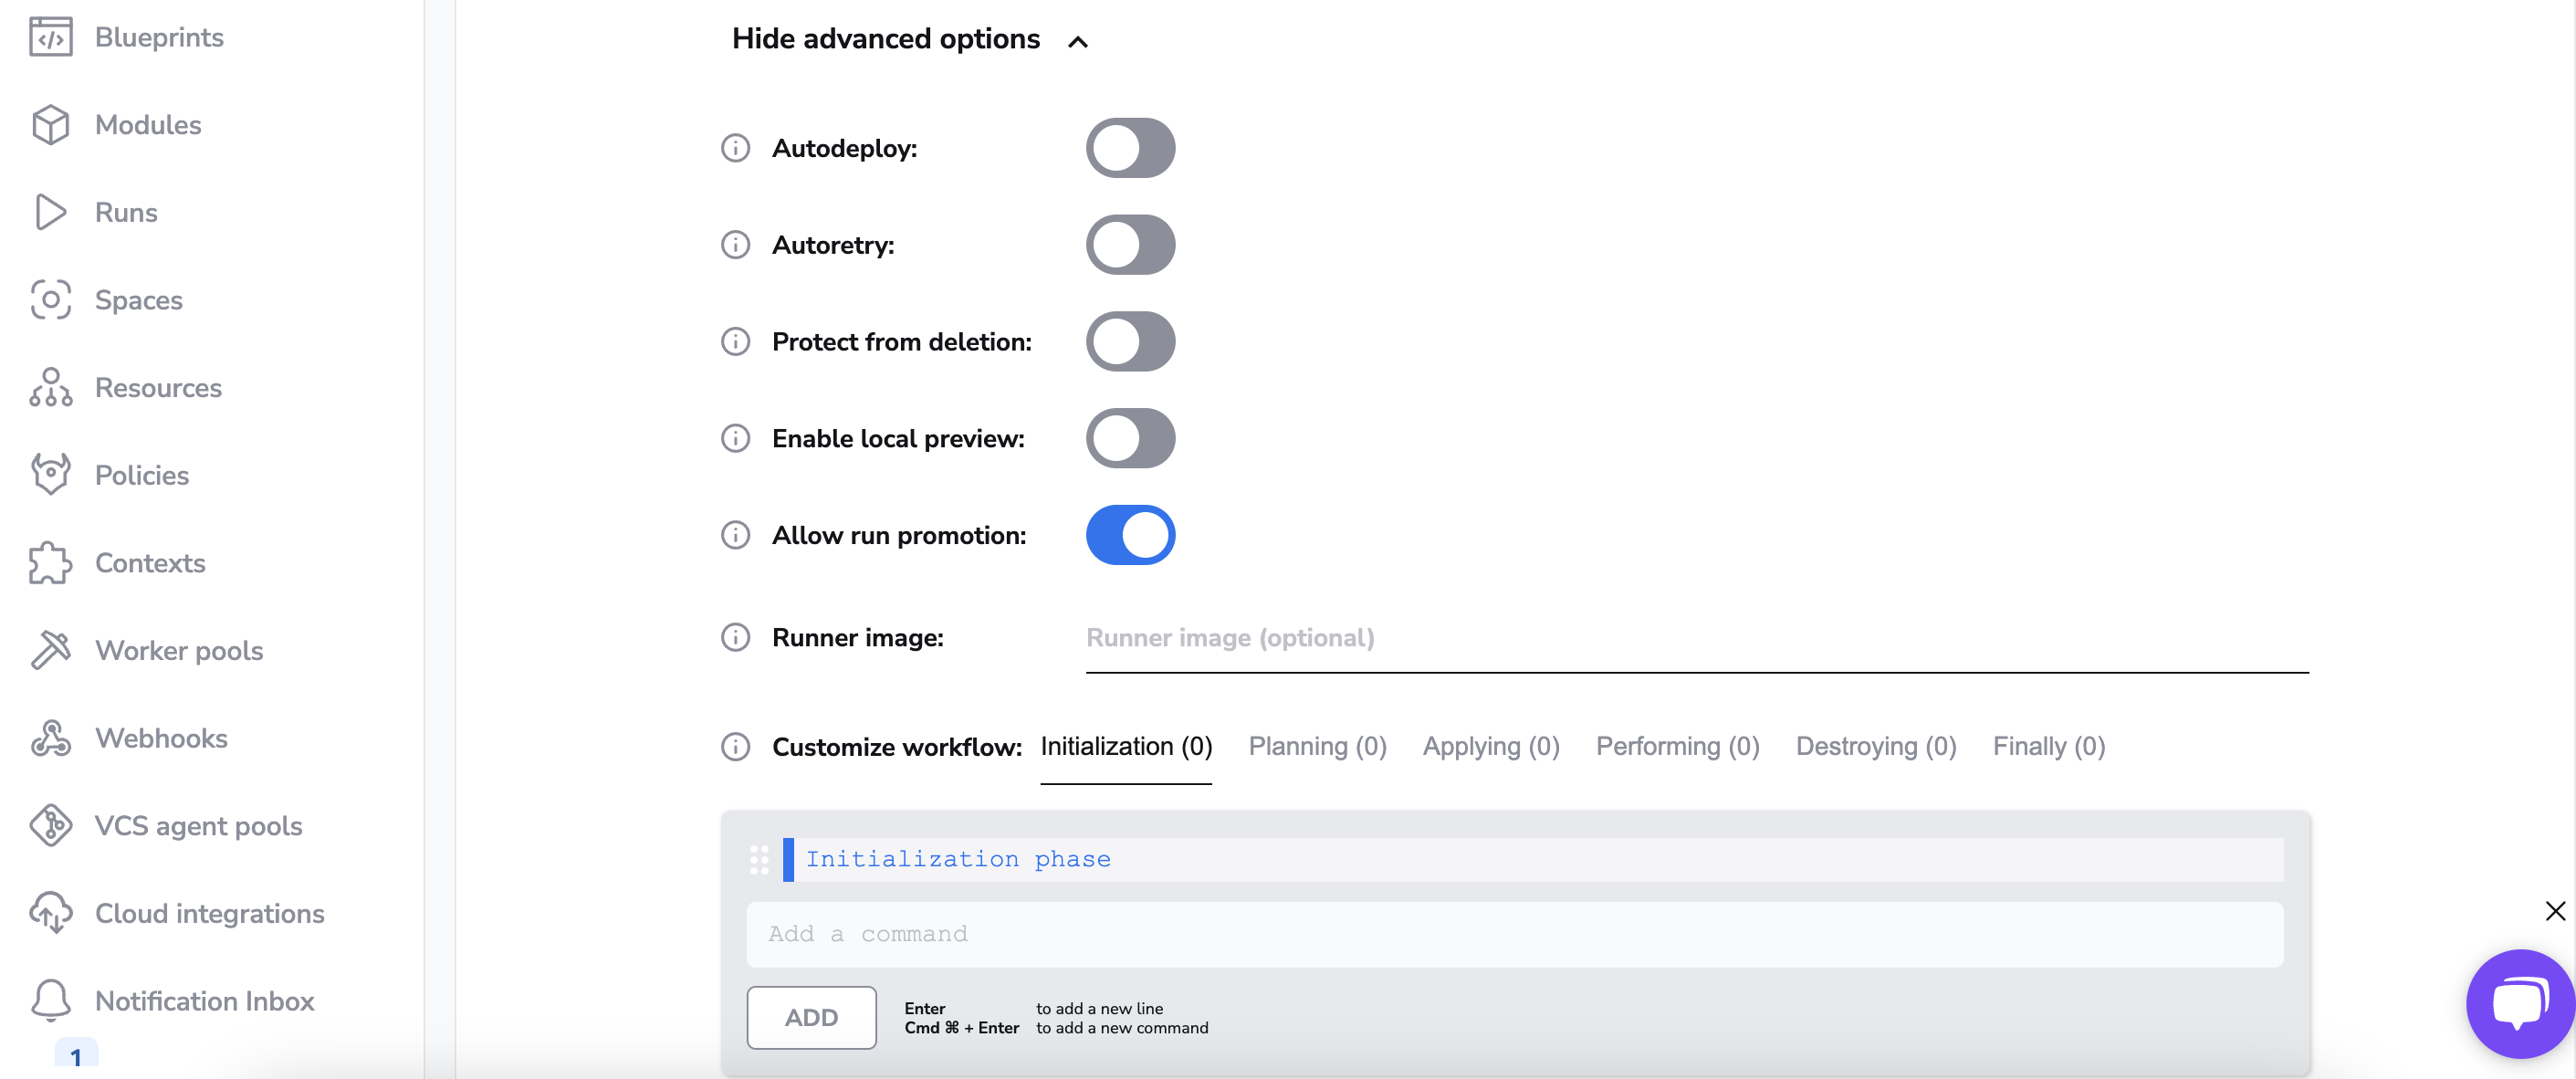 Blueprints
Modules
Runs
Spaces
Resources
Policies
Contexts
Worker pools
Webhooks
VCS agent pools
Cloud integrations
Notification Inbox
1
Hide advanced options
Autodeploy:
Autoretry:
Protect from deletion:
Enable local preview:
Allow run promotion:
Runner image: Runner image (optional)
Customize workflow: Initialization (0) Planning (0) Applying (0) Performing (0) Destroying (0) Finally (0)
Initialization phase
Add a command
ADD
Enter to add a new line
Cmd ⌘ + Enter to add a new command